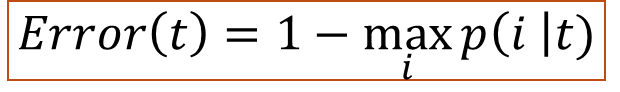 Error(t) = 1 − max p(i |t)
i